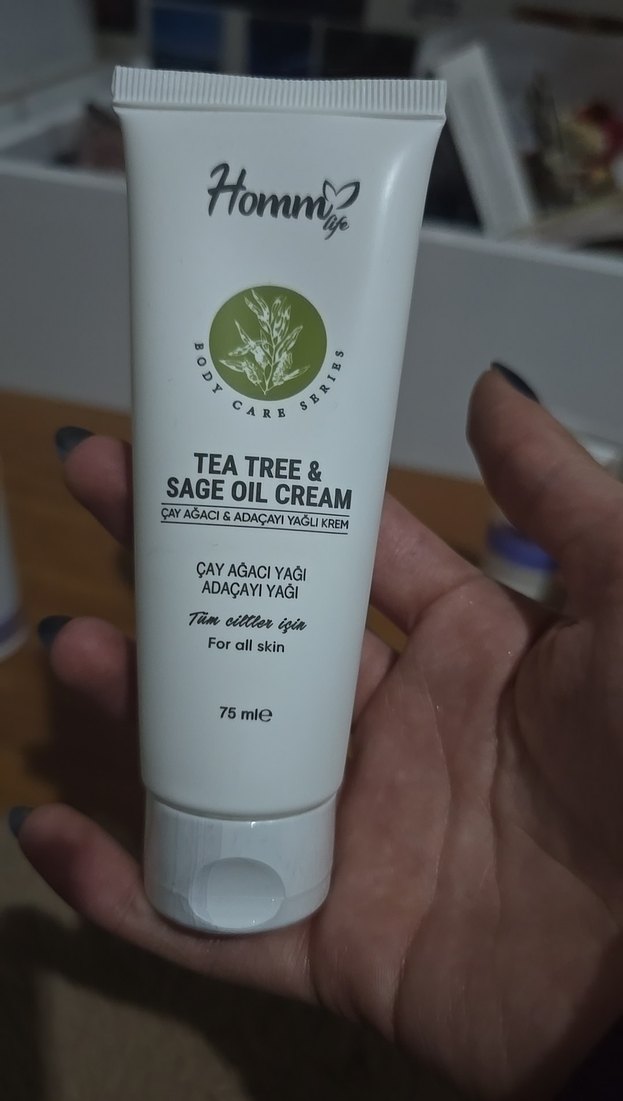 Homm
life
BODY CARE SERIES
TEA TREE &
SAGE OIL CREAM
ÇAY AĞACI & ADAÇAYI YAĞLI KREM
ÇAY AĞACI YAĞI
ADAÇAYI YAĞI
Tüm ciltler için
For all skin
75 ml℮